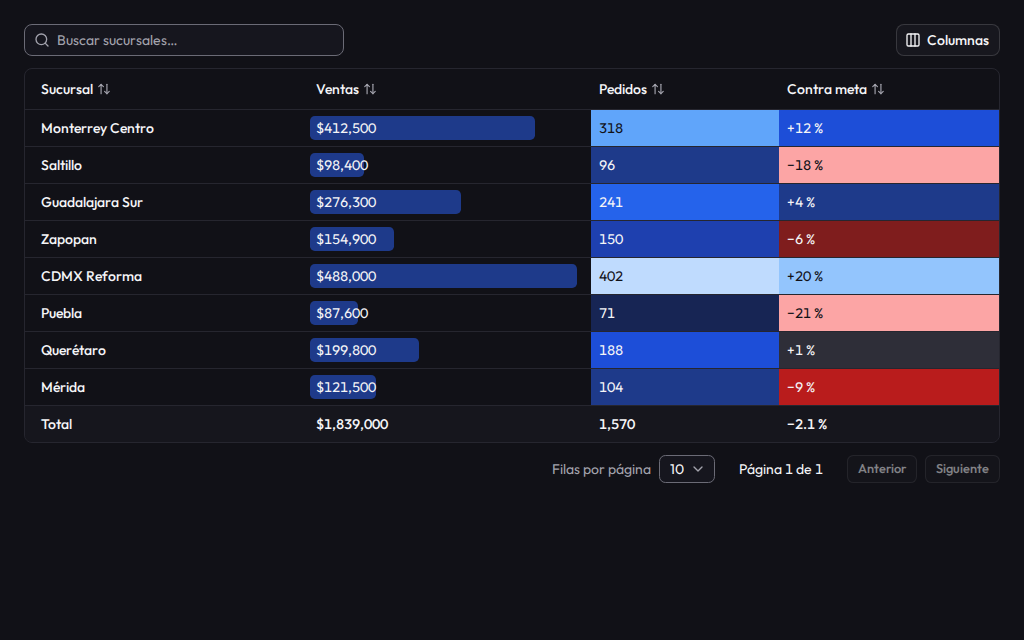 Buscar sucursales…
Columnas
Sucursal Ventas Pedidos Contra meta
Monterrey Centro $412,500 318 +12 %
Saltillo $98,400 96 −18 %
Guadalajara Sur $276,300 241 +4 %
Zapopan $154,900 150 −6 %
CDMX Reforma $488,000 402 +20 %
Puebla $87,600 71 −21 %
Querétaro $199,800 188 +1 %
Mérida $121,500 104 −9 %
Total $1,839,000 1,570 −2.1 %
Filas por página 10 Página 1 de 1 Anterior Siguiente